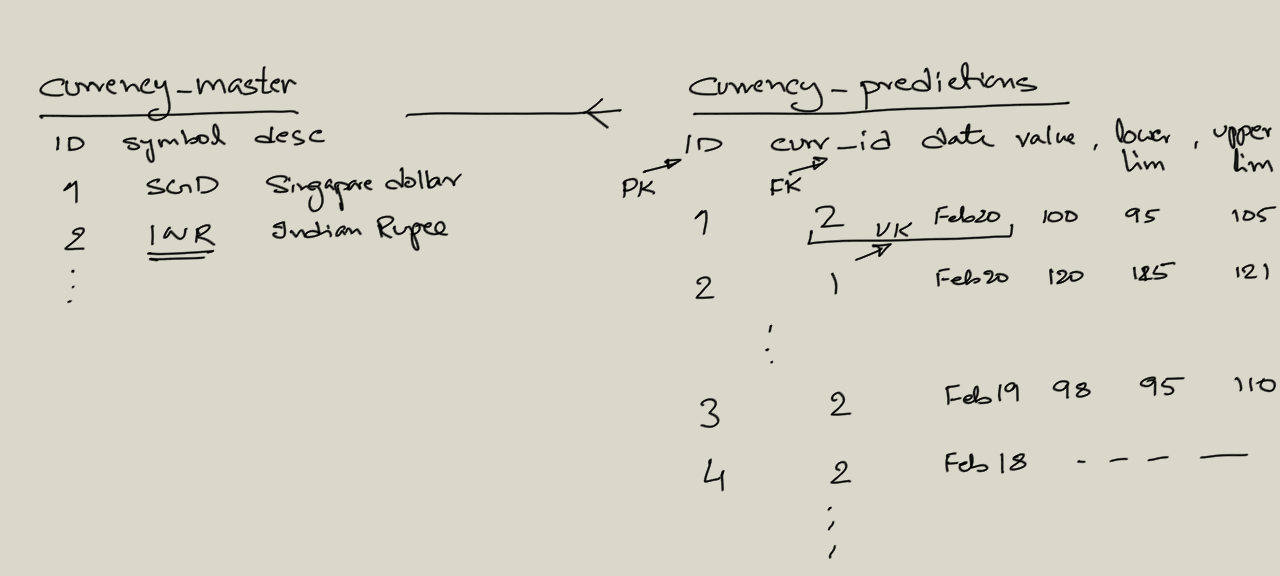 Currency_master
ID symbol desc
1 SGD Singapore dollar
2 INR Indian Rupee
Currency_predictions
ID curr_id date value, lower lim, upper lim
PK FK
1 2 Feb20 100 95 105
UK
2 1 Feb20 120 121
3 2 Feb19 98 95 110
4 2 Feb18 - - - -